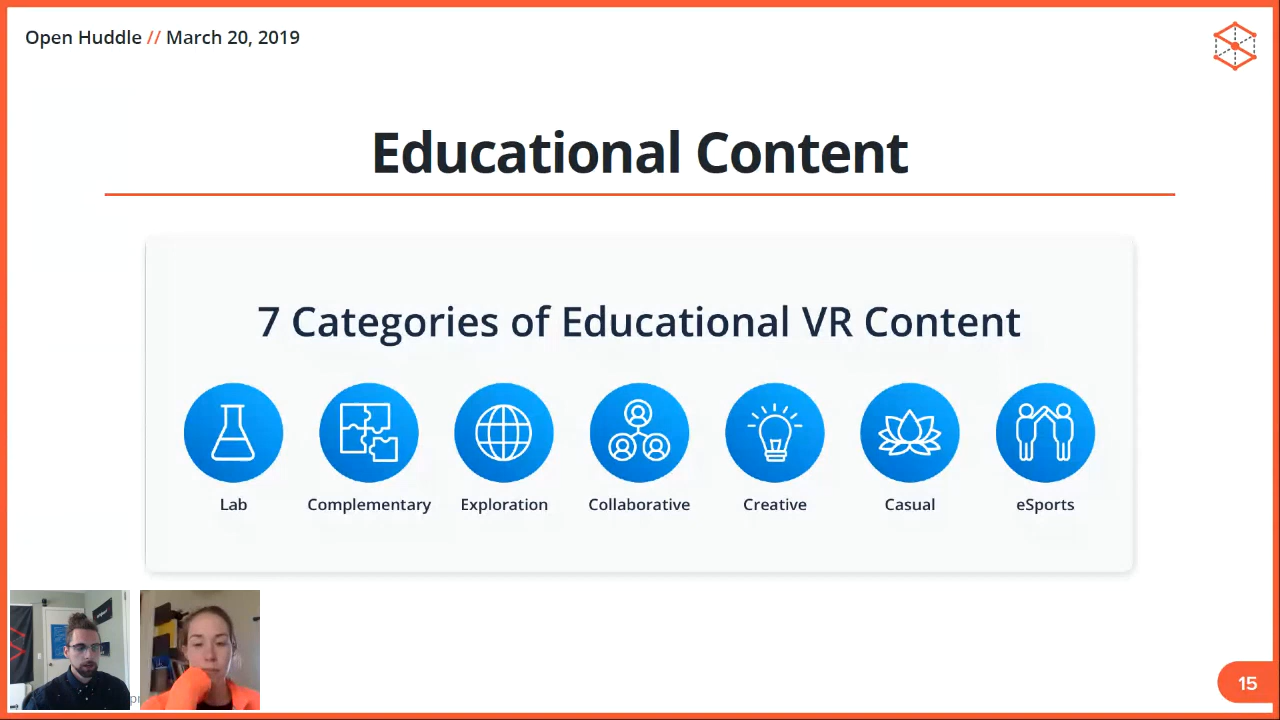 Open Huddle // March 20, 2019
Educational Content
7 Categories of Educational VR Content
Lab
Complementary
Exploration
Collaborative
Creative
Casual
eSports
15